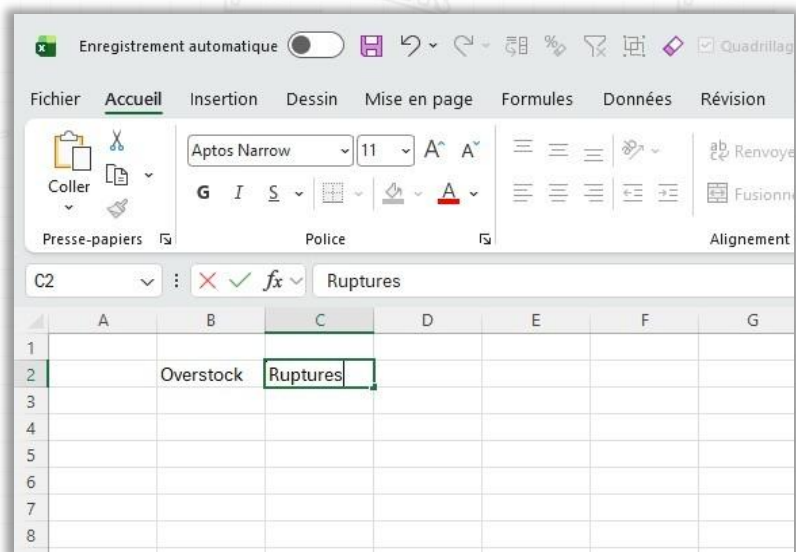 Enregistrement automatique Quadrillag
Fichier Accueil Insertion Dessin Mise en page Formules Données Révision
Coller Aptos Narrow 11 A A ab Renvoye
G I S A Fusionne
Presse-papiers Police Alignement
C2 fx Ruptures
A B C D E F G
1
2 Overstock Ruptures
3
4
5
6
7
8